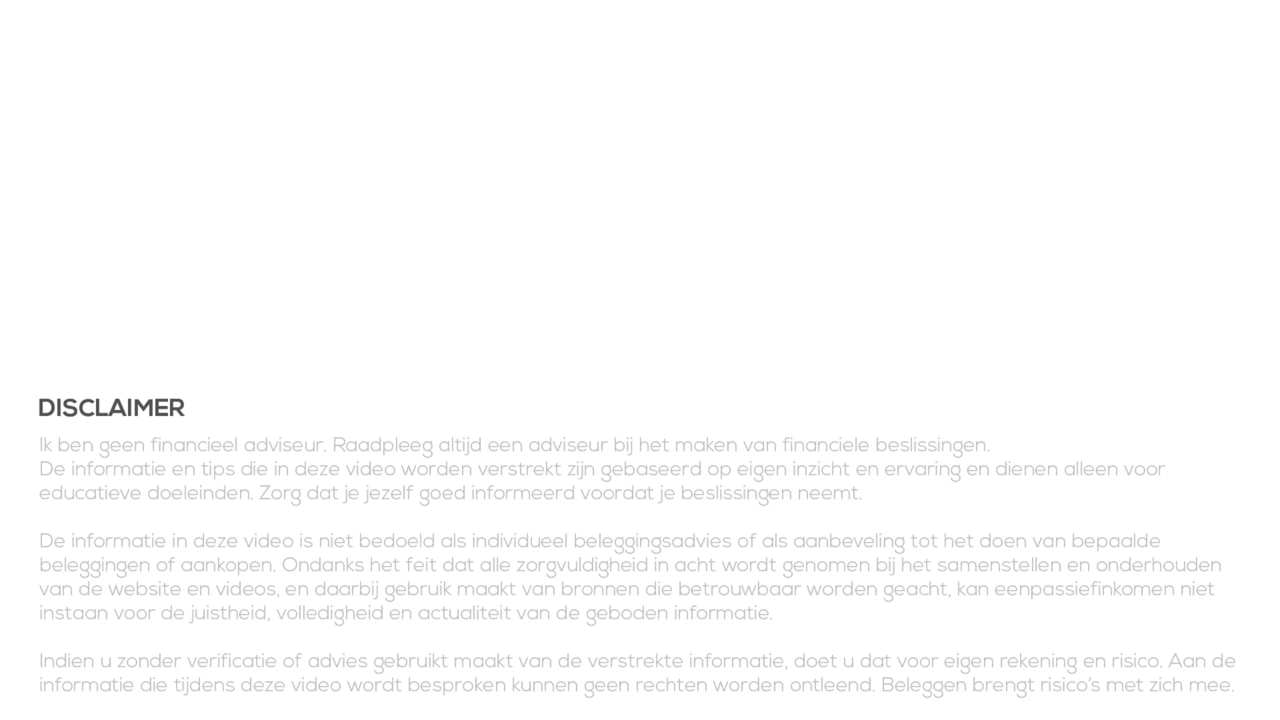 DISCLAIMER
Ik ben geen financieel adviseur. Raadpleeg altijd een adviseur bij het maken van financiele beslissingen.
De informatie en tips die in deze video worden verstrekt zijn gebaseerd op eigen inzicht en ervaring en dienen alleen voor
educatieve doeleinden. Zorg dat je jezelf goed informeerd voordat je beslissingen neemt.
De informatie in deze video is niet bedoeld als individueel beleggingsadvies of als aanbeveling tot het doen van bepaalde
beleggingen of aankopen. Ondanks het feit dat alle zorgvuldigheid in acht wordt genomen bij het samenstellen en onderhouden
van de website en videos, en daarbij gebruik maakt van bronnen die betrouwbaar worden geacht, kan eenpassiefinkomen niet
instaan voor de juistheid, volledigheid en actualiteit van de geboden informatie.
Indien u zonder verificatie of advies gebruikt maakt van de verstrekte informatie, doet u dat voor eigen rekening en risico. Aan de
informatie die tijdens deze video wordt besproken kunnen geen rechten worden ontleend. Beleggen brengt risico's met zich mee.